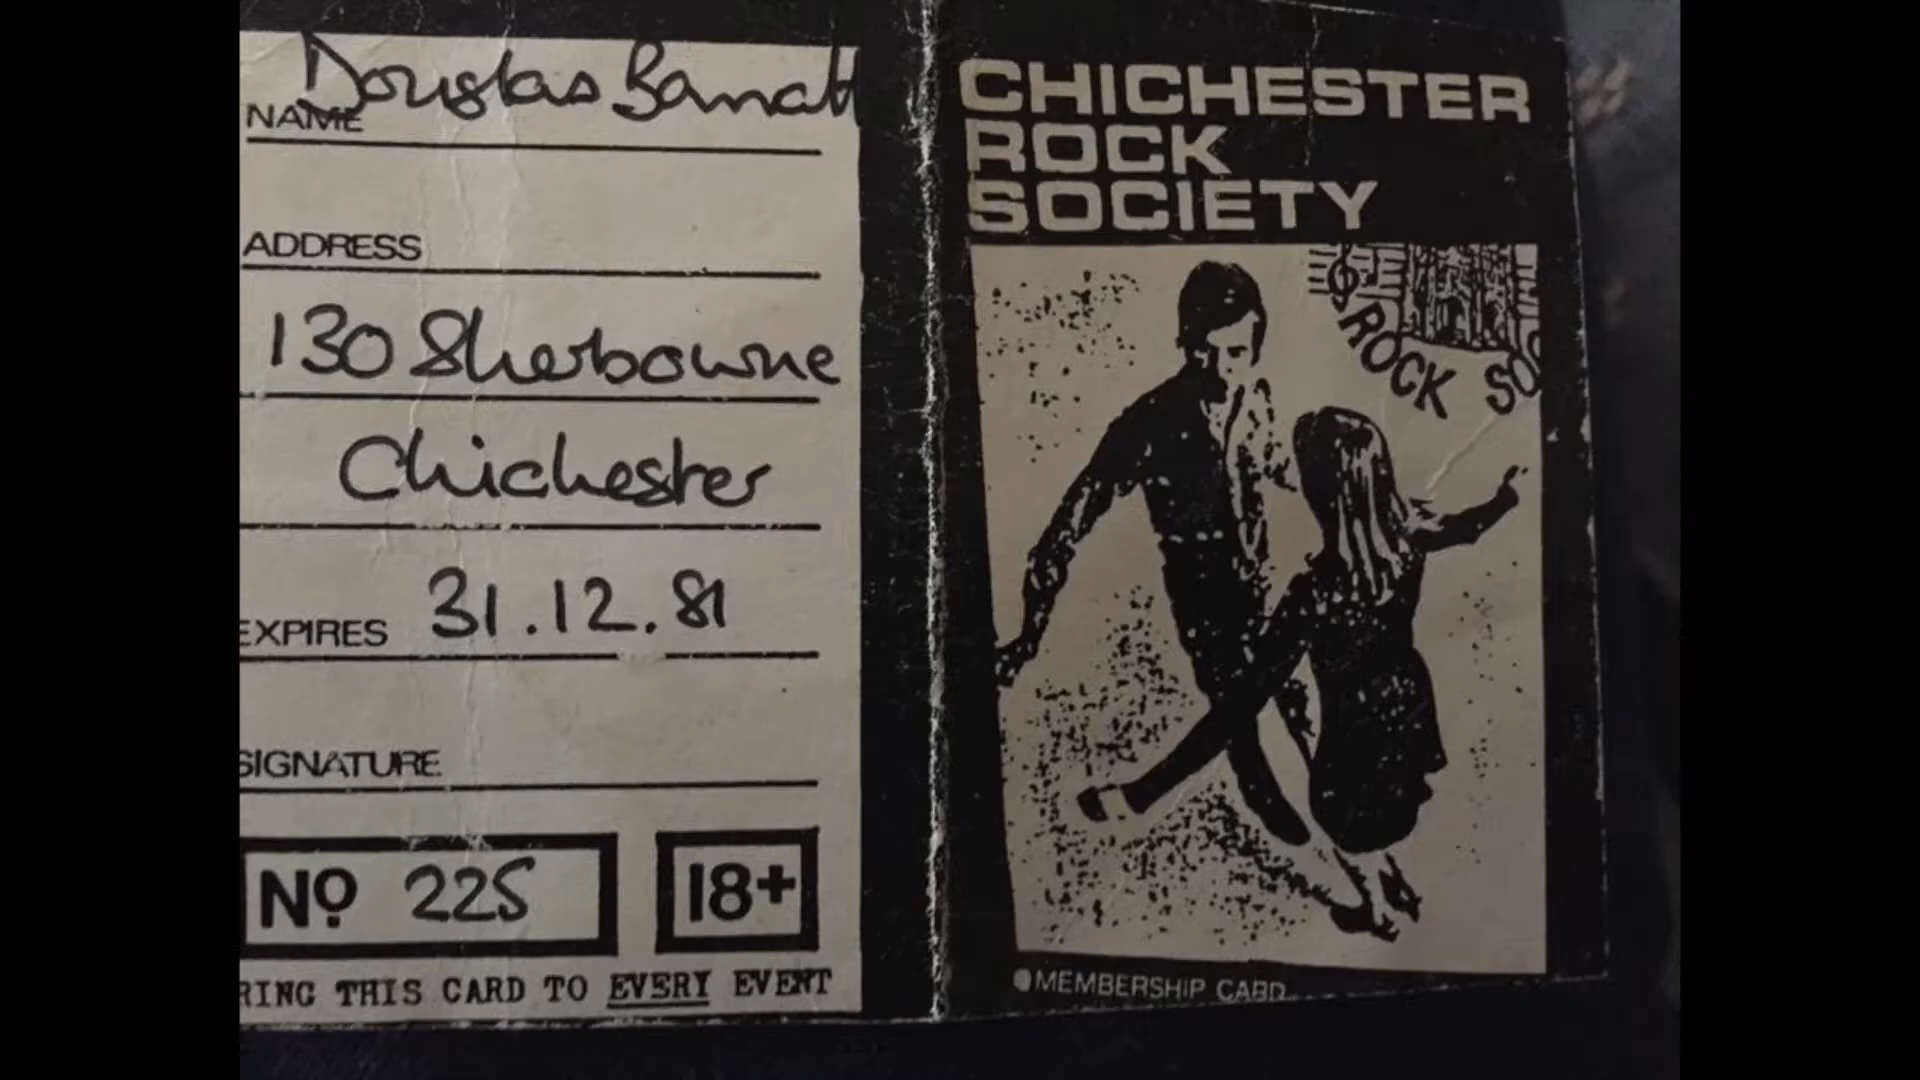 NAME Douglas Barratt
ADDRESS
130 Sherbourne
Chichester
EXPIRES 31.12.81
SIGNATURE
No 225
18+
RING THIS CARD TO EVERY EVENT
CHICHESTER
ROCK
SOCIETY
ROCK SO
MEMBERSHIP CARD